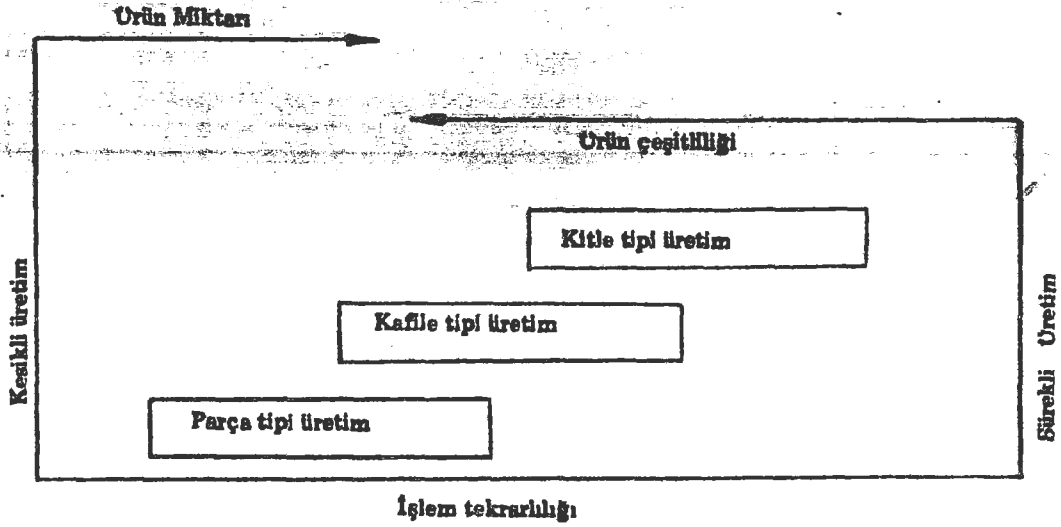 Ürün Miktarı
Ürün çeşitliliği
Kitle tipi üretim
Kafile tipi üretim
Parça tipi üretim
Kesikli üretim
Sürekli Üretim
İşlem tekrarlılığı